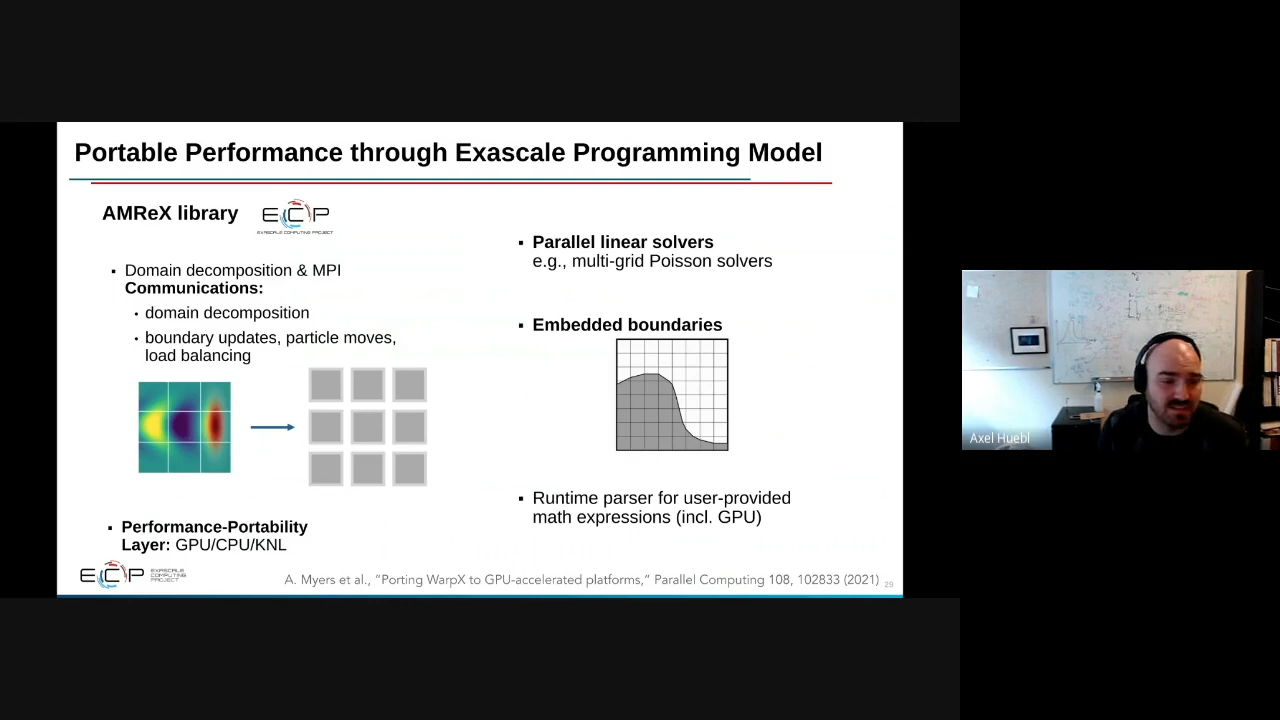 Portable Performance through Exascale Programming Model
AMReX library
ECP
EXASCALE COMPUTING PROJECT
▪ Domain decomposition & MPI
Communications:
• domain decomposition
• boundary updates, particle moves,
load balancing
▪ Performance-Portability
Layer: GPU/CPU/KNL
▪ Parallel linear solvers
e.g., multi-grid Poisson solvers
▪ Embedded boundaries
▪ Runtime parser for user-provided
math expressions (incl. GPU)
ECP
EXASCALE
COMPUTING
PROJECT
A. Myers et al., “Porting WarpX to GPU-accelerated platforms,” Parallel Computing 108, 102833 (2021)
29
Axel Huebl